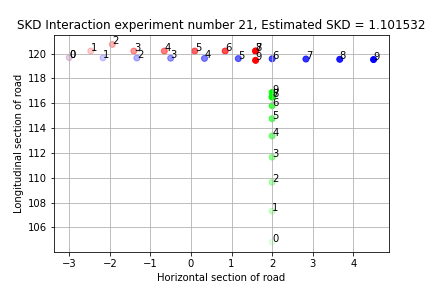 SKD Interaction experiment number 21, Estimated SKD = 1.101532
Longitudinal section of road
120
118
116
114
112
110
108
106
0 1 2 3 4 5 6 8 9
0 1 2 3 4 5 6 7 8 9
9
6
5
4
3
2
1
0
−3 −2 −1 0 1 2 3 4
Horizontal section of road